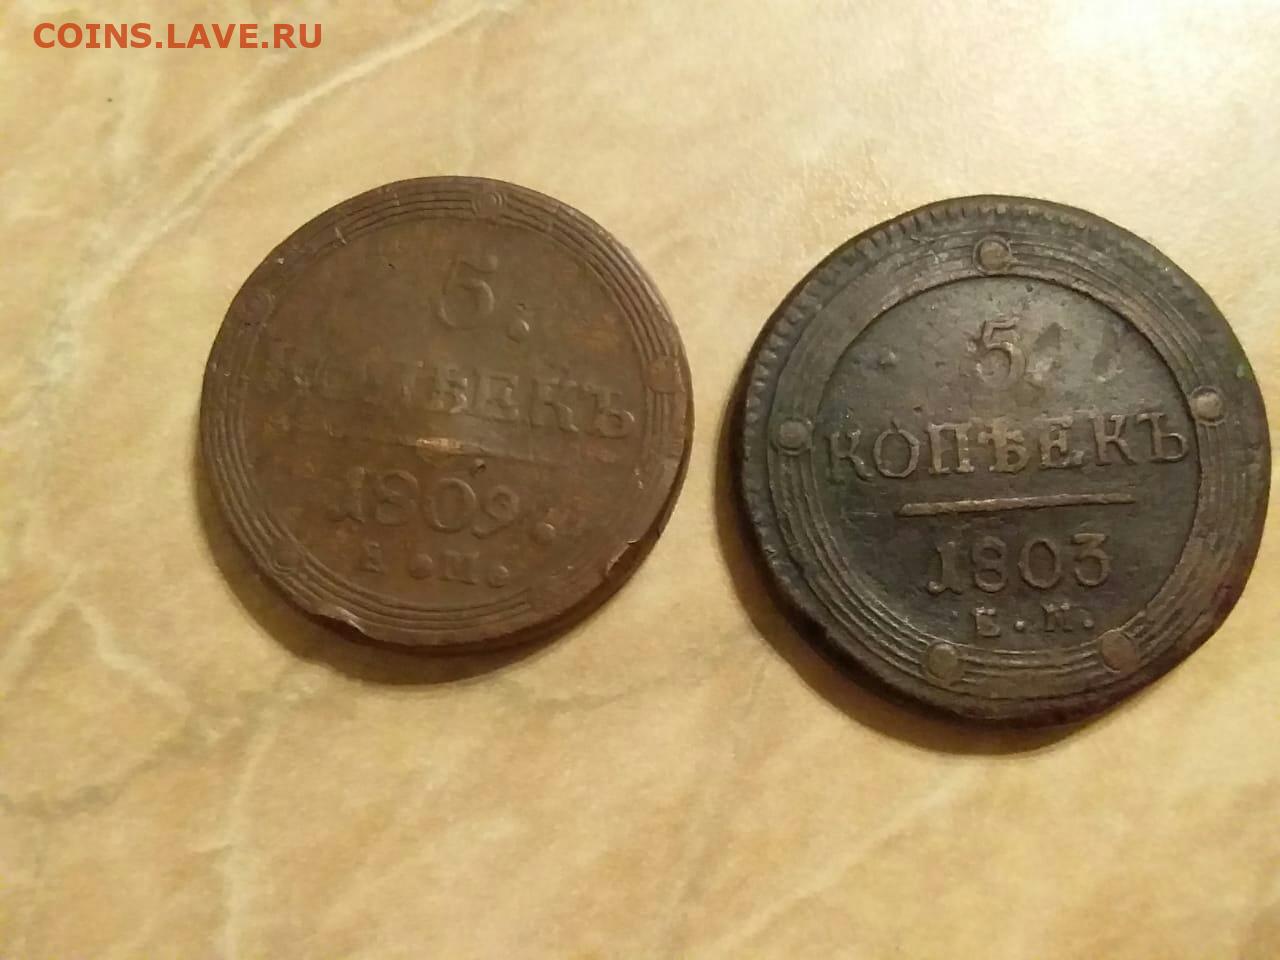 COINS.LAVE.RU
5.
КОПѢЕКЪ
1809.
А.М.
5
КОПѢЕКЪ
1803
Е.М.